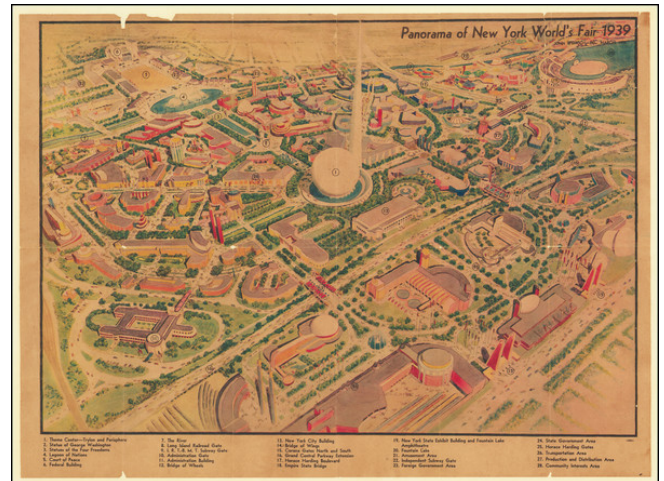 Panorama of New York World's Fair 1939
1. Theme Center—Trylon and Perisphere
2. Statue of George Washington
3. Statues of the Four Freedoms
4. Lagoon of Nations
5. Court of Peace
6. Federal Building
7. The River
8. Long Island Railroad Gate
9. I. R. T.-B. M. T. Subway Gate
10. Administration Gate
11. Administration Building
12. Bridge of Wheels
13. New York City Building
14. Bridge of Wings
15. Corona Gates North and South
16. Grand Central Parkway Extension
17. Horace Harding Boulevard
18. Empire State Bridge
19. New York State Exhibit Building and Fountain Lake
Amphitheatre
20. Fountain Lake
21. Amusement Area
22. Independent Subway Gate
23. Foreign Government Area
24. State Government Area
25. Horace Harding Gates
26. Transportation Area
27. Production and Distribution Area
28. Community Interests Area